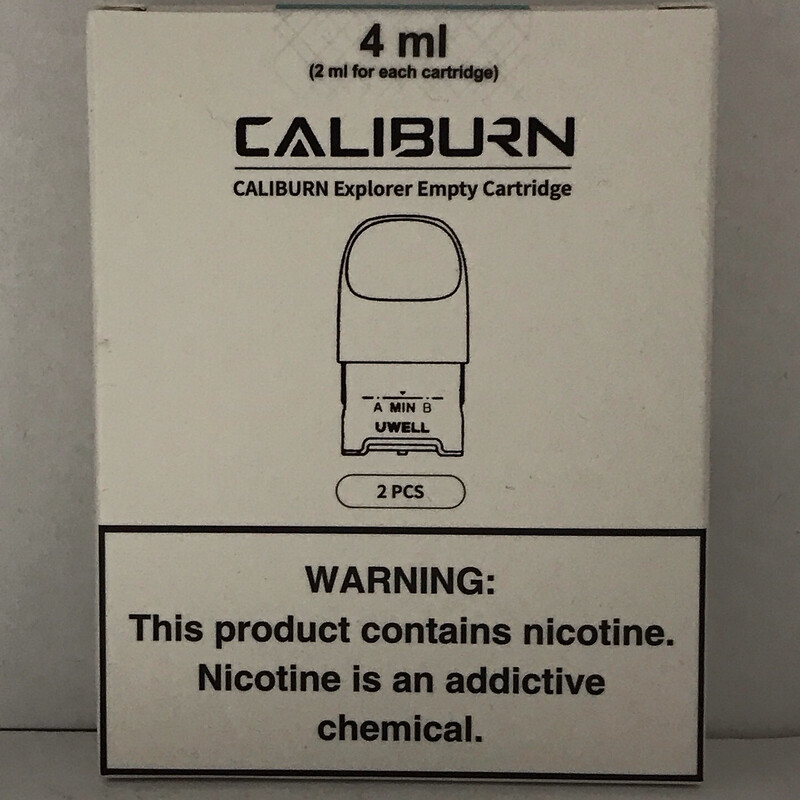 4 ml
(2 ml for each cartridge)
CALIBURN
CALIBURN Explorer Empty Cartridge
A MIN B
UWELL
2 PCS
WARNING:
This product contains nicotine.
Nicotine is an addictive
chemical.